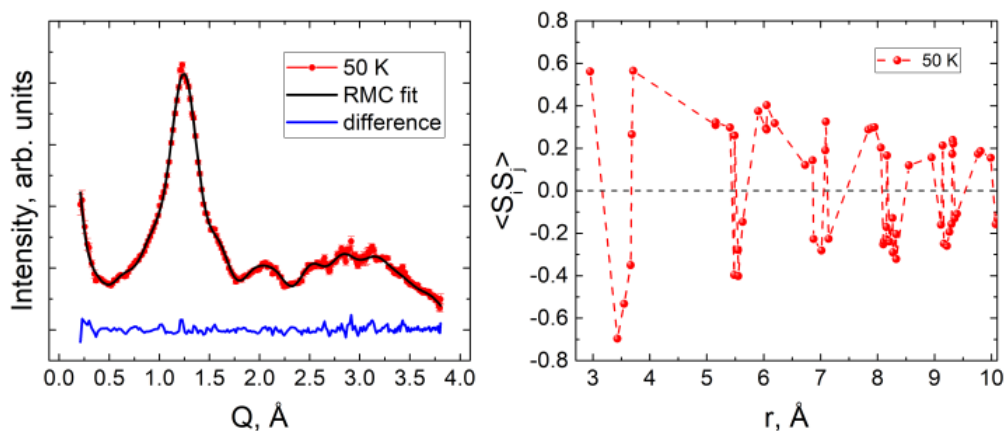 Intensity, arb. units
50 K
RMC fit
difference
0.0 0.5 1.0 1.5 2.0 2.5 3.0 3.5 4.0
Q, Å
<SᵢSⱼ>
0.8
0.6
0.4
0.2
0.0
-0.2
-0.4
-0.6
-0.8
50 K
3 4 5 6 7 8 9 10
r, Å